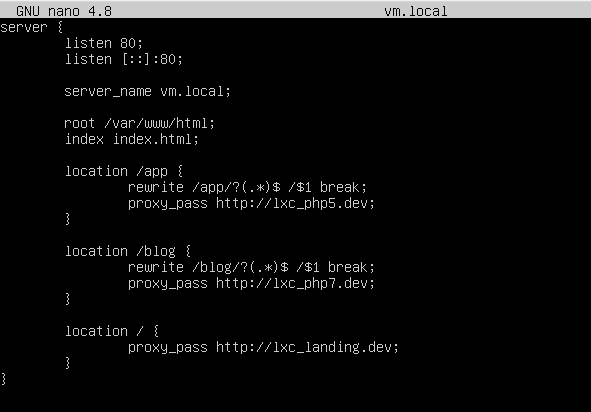 GNU nano 4.8 vm.local
server {
listen 80;
listen [::]:80;
server_name vm.local;
root /var/www/html;
index index.html;
location /app {
rewrite /app/?(.*)$ /$1 break;
proxy_pass http://lxc_php5.dev;
}
location /blog {
rewrite /blog/?(.*)$ /$1 break;
proxy_pass http://lxc_php7.dev;
}
location / {
proxy_pass http://lxc_landing.dev;
}
}